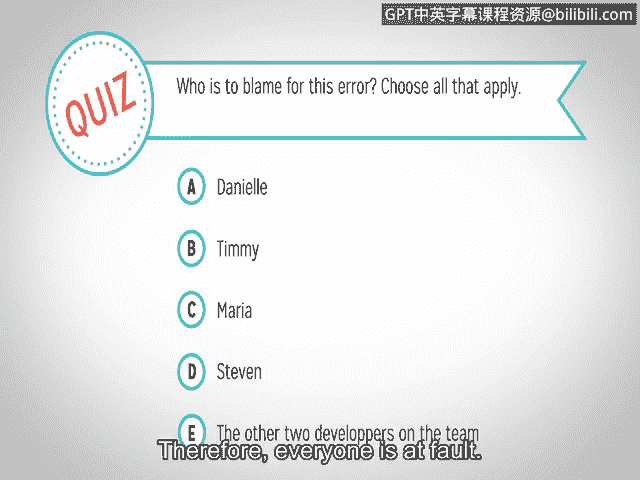 GPT中英字幕课程资源@bilibili.com
QUIZ
Who is to blame for this error? Choose all that apply.
A Danielle
B Timmy
C Maria
D Steven
E The other two developpers on the team
Therefore, everyone is at fault.